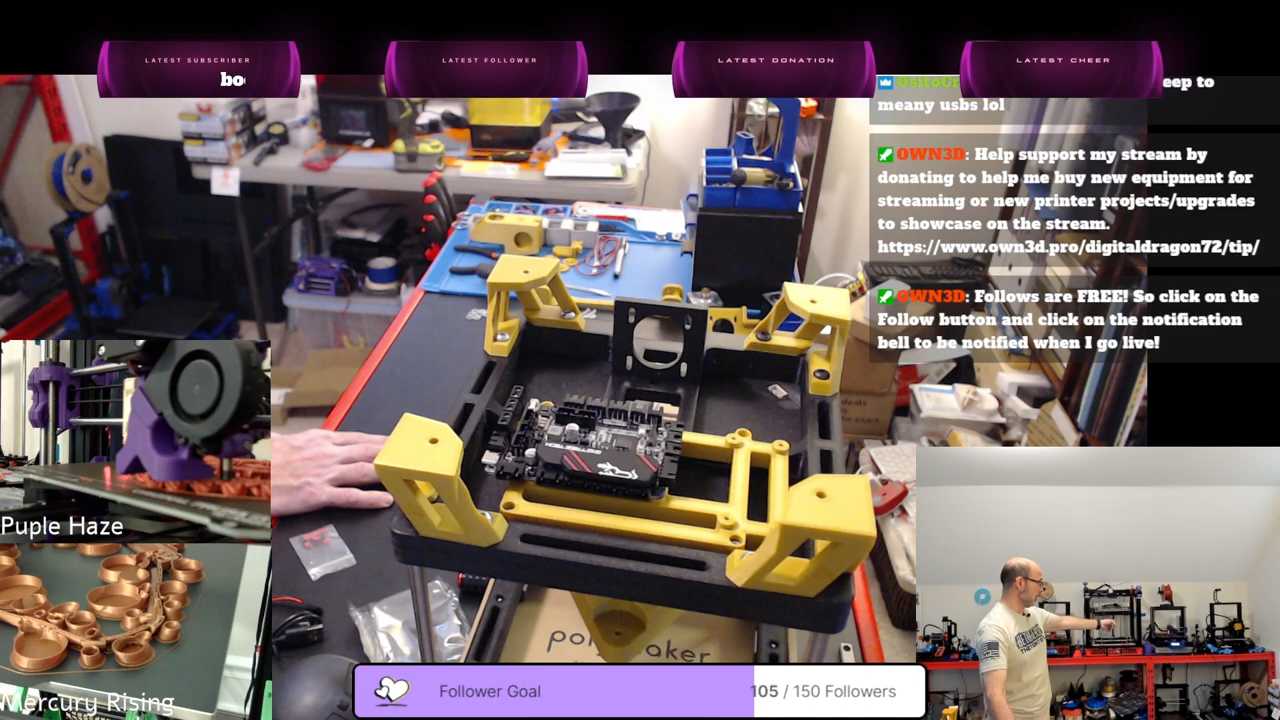 LATEST SUBSCRIBER
bo
LATEST FOLLOWER
LATEST DONATION
LATEST CHEER
eep to
meany usbs lol
OWN3D: Help support my stream by
donating to help me buy new equipment for
streaming or new printer projects/upgrades
to showcase on the stream.
https://www.own3d.pro/digitaldragon72/tip/
OWN3D: Follows are FREE! So click on the
Follow button and click on the notification
bell to be notified when I go live!
Puple Haze
Mercury Rising
Follower Goal
105 / 150 Followers